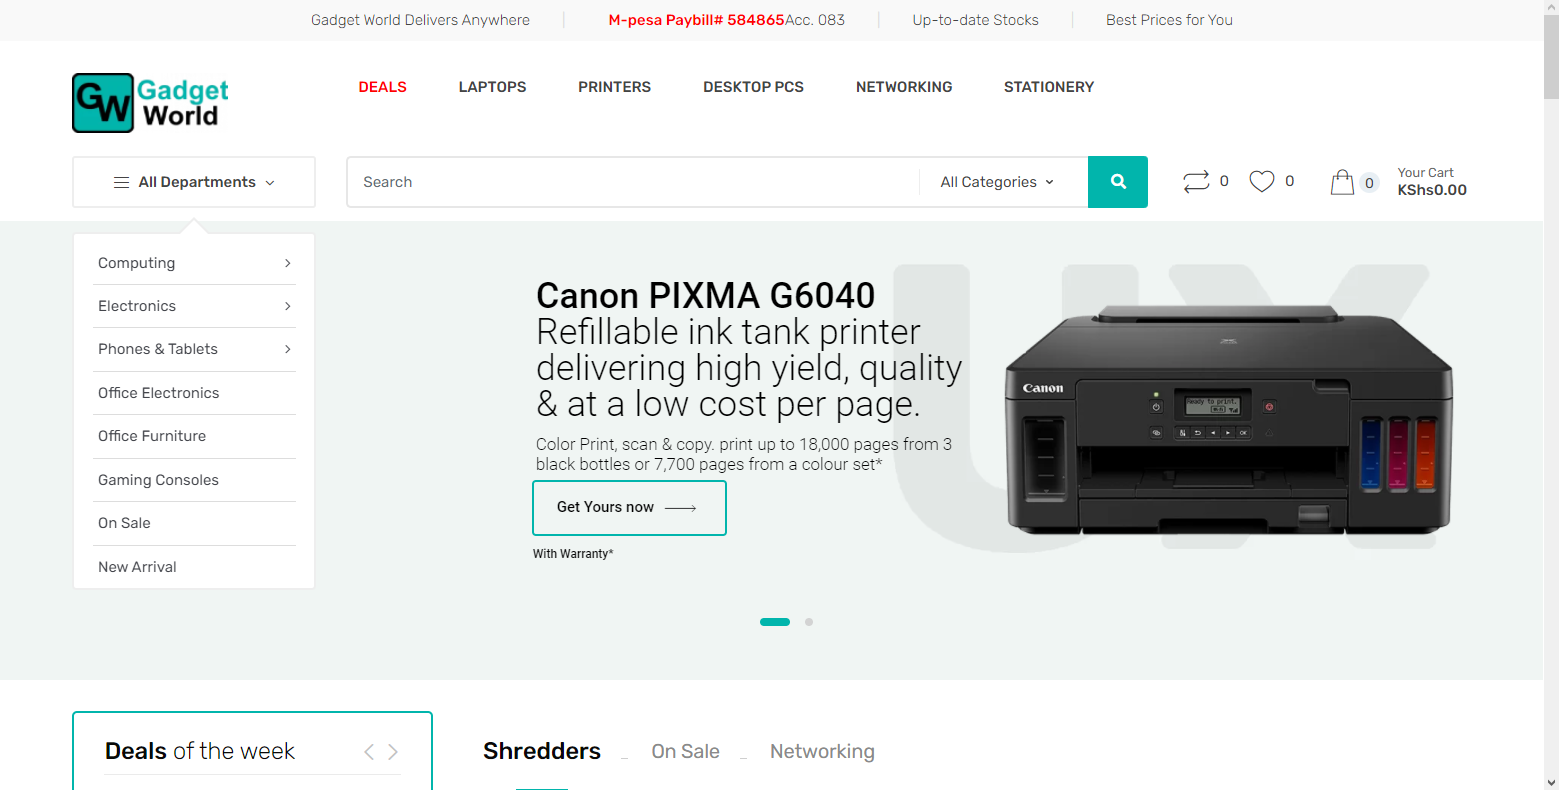 Gadget World Delivers Anywhere
M-pesa Paybill# 584865Acc. 083
Up-to-date Stocks
Best Prices for You
GW Gadget
World
DEALS
LAPTOPS
PRINTERS
DESKTOP PCS
NETWORKING
STATIONERY
All Departments
Search
All Categories
0
0
0
Your Cart
KShs0.00
Computing
Electronics
Phones & Tablets
Office Electronics
Office Furniture
Gaming Consoles
On Sale
New Arrival
UX
Canon PIXMA G6040
Refillable ink tank printer
delivering high yield, quality
& at a low cost per page.
Color Print, scan & copy. print up to 18,000 pages from 3
black bottles or 7,700 pages from a colour set*
Get Yours now
With Warranty*
Canon
Ready to print.
OK
Deals of the week
Shredders
On Sale
Networking